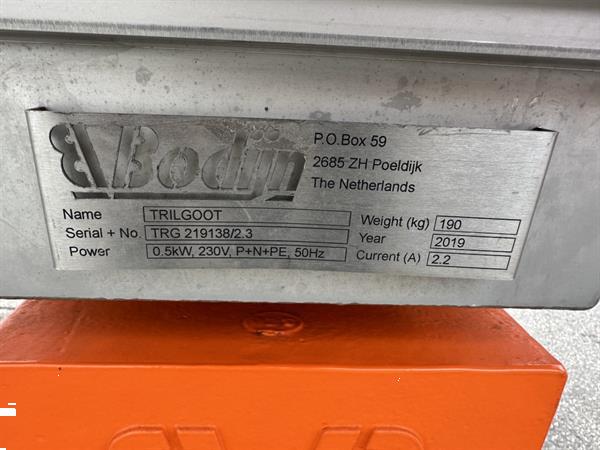 Bodijn
P.O.Box 59
2685 ZH Poeldijk
The Netherlands
Name TRILGOOT
Serial + No. TRG 219138/2.3
Power 0.5kW, 230V, P+N+PE, 50Hz
Weight (kg) 190
Year 2019
Current (A) 2.2